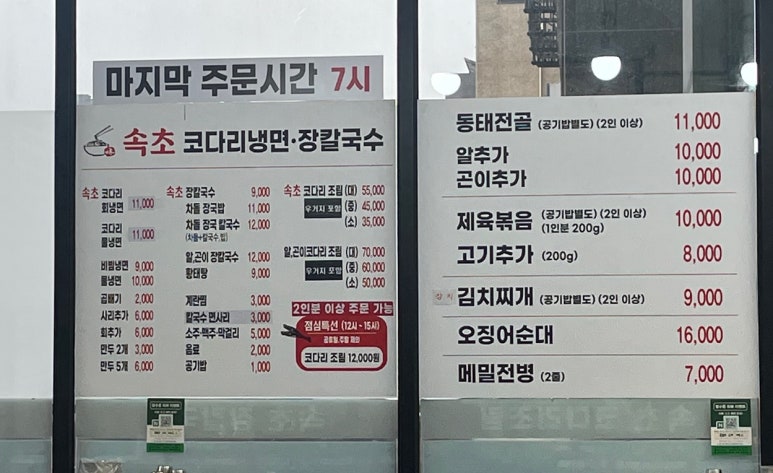 마지막 주문시간 7시
속초 코다리냉면·장칼국수
속초 코다리 회냉면 11,000
코다리 물냉면 11,000
비빔냉면 9,000
물냉면 10,000
곱빼기 2,000
사리추가 6,000
회추가 6,000
만두 2개 3,000
만두 5개 6,000
속초 장칼국수 9,000
차돌 장국밥 11,000
차돌 장국 칼국수 12,000
(차돌+칼국수,밥)
알,곤이 장칼국수 12,000
황태탕 9,000
계란찜 3,000
칼국수 면사리 3,000
소주·맥주·막걸리 5,000
음료 2,000
공기밥 1,000
속초 코다리 조림 (대) 55,000
우거지 포함 (중) 45,000
(소) 35,000
알,곤이코다리 조림 (대) 70,000
우거지 포함 (중) 60,000
(소) 50,000
2인분 이상 주문 가능
점심특선 (12시~15시)
공휴일,주말 제외
코다리 조림 12,000원
동태전골 (공기밥별도) (2인 이상) 11,000
알추가 10,000
곤이추가 10,000
제육볶음 (공기밥별도) (2인 이상) (1인분 200g) 10,000
고기추가 (200g) 8,000
김치찌개 (공기밥별도) (2인 이상) 9,000
오징어순대 16,000
메밀전병 (2줄) 7,000